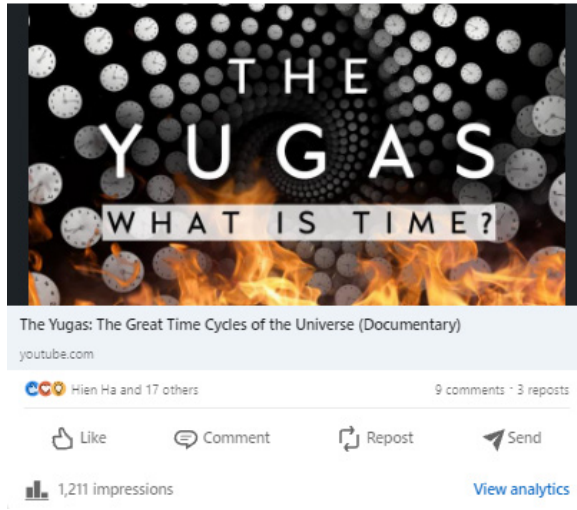 THE
YUGAS
WHAT IS TIME?
The Yugas: The Great Time Cycles of the Universe (Documentary)
youtube.com
Hien Ha and 17 others
9 comments · 3 reposts
Like
Comment
Repost
Send
1,211 impressions
View analytics